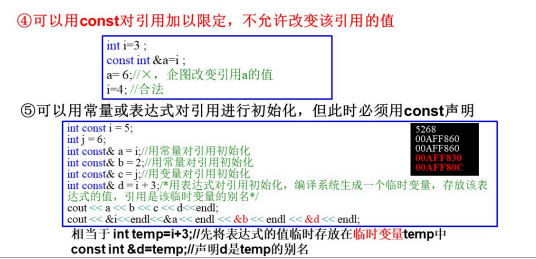 ④可以用const对引用加以限定，不允许改变该引用的值
int i=3 ;
const int &a=i ;
a= 6;//×，企图改变引用a的值
i=4; //合法
⑤可以用常量或表达式对引用进行初始化，但此时必须用const声明
int const i = 5;
int j = 6;
int const& a = i;//用常量对引用初始化
int const& b = 2;//用常量对引用初始化
int const& c = j;//用变量对引用初始化
int const& d = i + 3;/*用表达式对引用初始化，编译系统生成一个临时变量，存放该表
达式的值，引用是该临时变量的别名*/
cout << a << b << c << d<<endl;
cout << &i<<endl<<&a << endl << &b << endl << &d << endl;
5268
00AFF860
00AFF860
00AFF830
00AFF80C
相当于 int temp=i+3;//先将表达式的值临时存放在临时变量temp中
const int &d=temp;//声明d是temp的别名